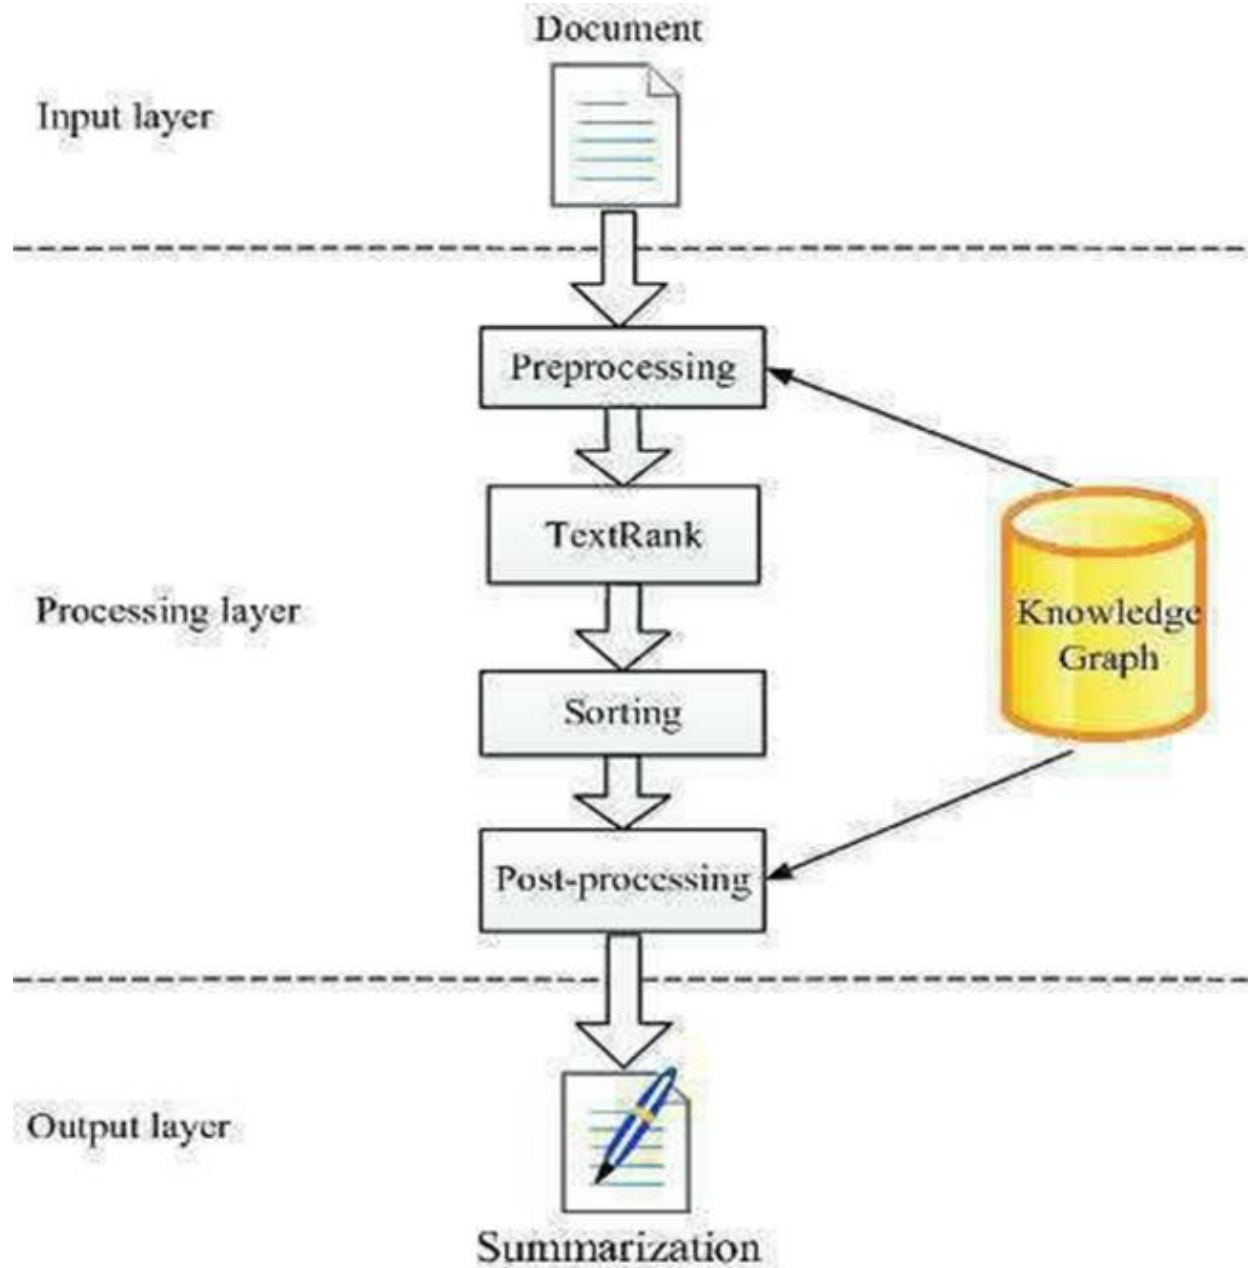 Document
Input layer
Preprocessing
TextRank
Knowledge
Graph
Processing layer
Sorting
Post-processing
Output layer
Summarization